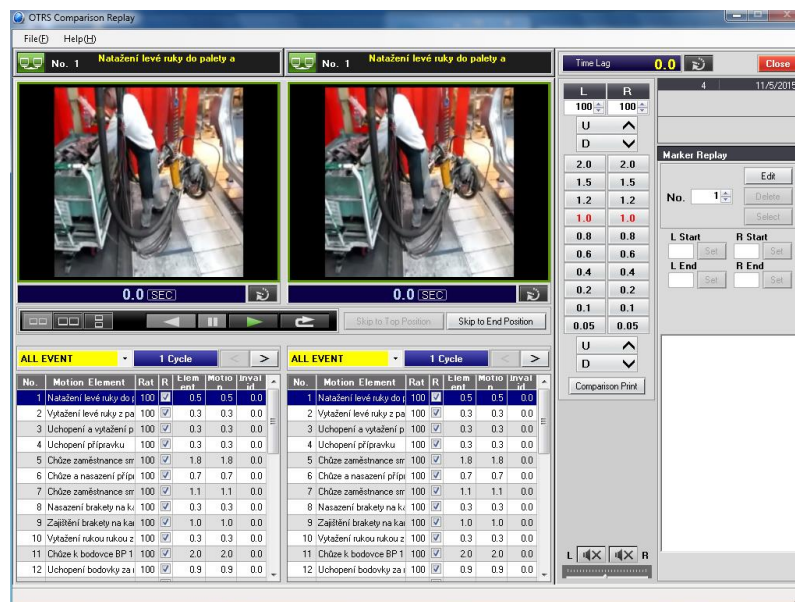 OTRS Comparison Replay
File(F) Help(H)
No. 1 Natažení levé ruky do palety a
No. 1 Natažení levé ruky do palety a
Time Lag 0.0 Close
L R
100 100
U
D
2.0 2.0
1.5 1.5
1.2 1.2
1.0 1.0
0.8 0.8
0.6 0.6
0.4 0.4
0.2 0.2
0.1 0.1
0.05 0.05
U
D
Comparison Print
4 11/5/2015
Marker Replay
Edit
No. 1 Delete
Select
L Start R Start
Set Set
L End R End
Set Set
0.0 SEC 0.0 SEC
Skip to Top Position Skip to End Position
ALL EVENT 1 Cycle < >
No. Motion Element Rat R Elem ent Motio n Inval id
1 Natažení levé ruky do p 100 0.5 0.5 0.0
2 Vytažení levé ruky z pa 100 0.3 0.3 0.0
3 Uchopení a vytažení p 100 0.3 0.3 0.0
4 Uchopení přípravku 100 0.3 0.3 0.0
5 Chůze zaměstnance sm 100 1.8 1.8 0.0
6 Chůze a nasazení příp 100 0.7 0.7 0.0
7 Chůze zaměstnance sm 100 1.1 1.1 0.0
8 Nasazení brakety na ka 100 0.3 0.3 0.0
9 Zajištění brakety na kar 100 1.0 1.0 0.0
10 Vytažení rukou rukou z 100 0.3 0.3 0.0
11 Chůze k bodovce BP 1 100 2.0 2.0 0.0
12 Uchopení bodovky za 100 0.9 0.9 0.0
ALL EVENT 1 Cycle < >
No. Motion Element Rat R Elem ent Motio n Inval id
1 Natažení levé ruky do p 100 0.5 0.5 0.0
2 Vytažení levé ruky z pa 100 0.3 0.3 0.0
3 Uchopení a vytažení p 100 0.3 0.3 0.0
4 Uchopení přípravku 100 0.3 0.3 0.0
5 Chůze zaměstnance sm 100 1.8 1.8 0.0
6 Chůze a nasazení příp 100 0.7 0.7 0.0
7 Chůze zaměstnance sm 100 1.1 1.1 0.0
8 Nasazení brakety na ka 100 0.3 0.3 0.0
9 Zajištění brakety na kar 100 1.0 1.0 0.0
10 Vytažení rukou rukou z 100 0.3 0.3 0.0
11 Chůze k bodovce BP 1 100 2.0 2.0 0.0
12 Uchopení bodovky za 100 0.9 0.9 0.0
L R